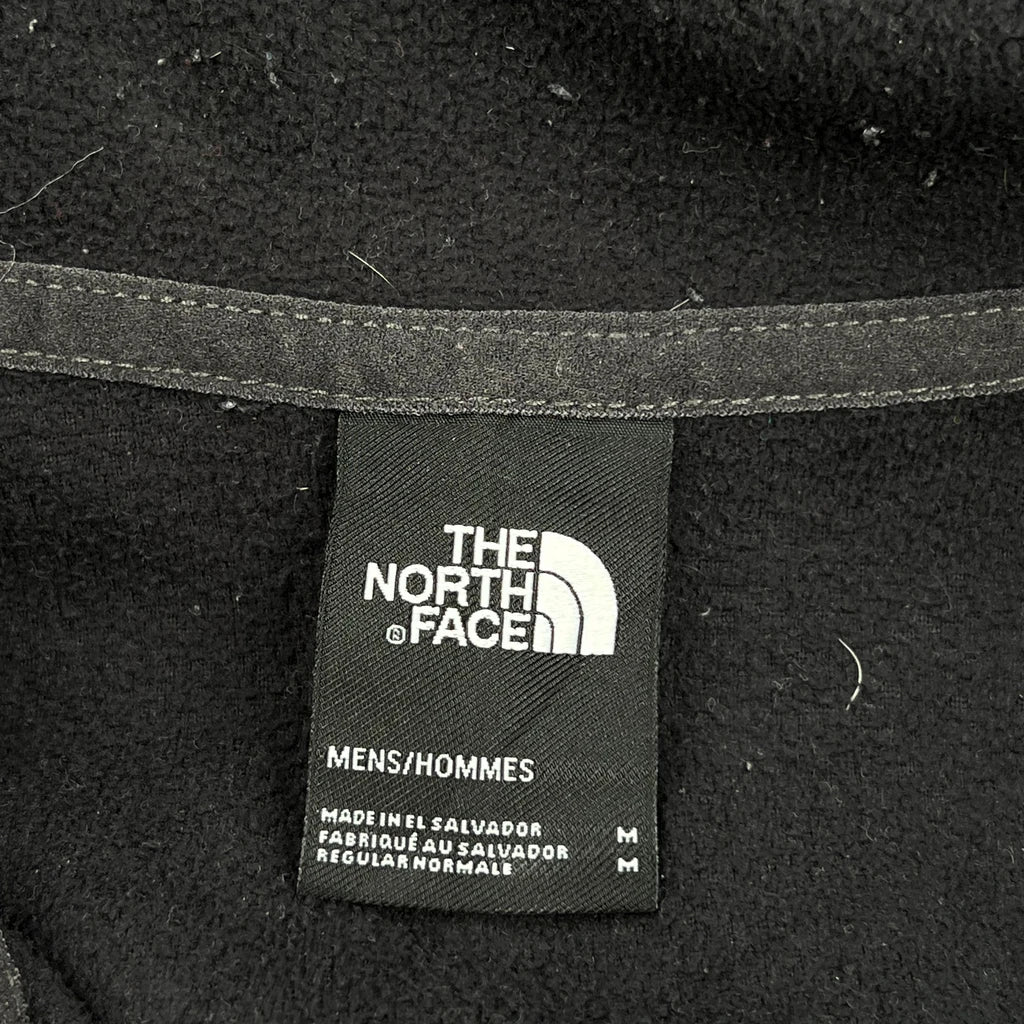 THE
NORTH
® FACE
MENS/HOMMES
MADE IN EL SALVADOR M
FABRIQUÉ AU SALVADOR
REGULAR NORMALE M